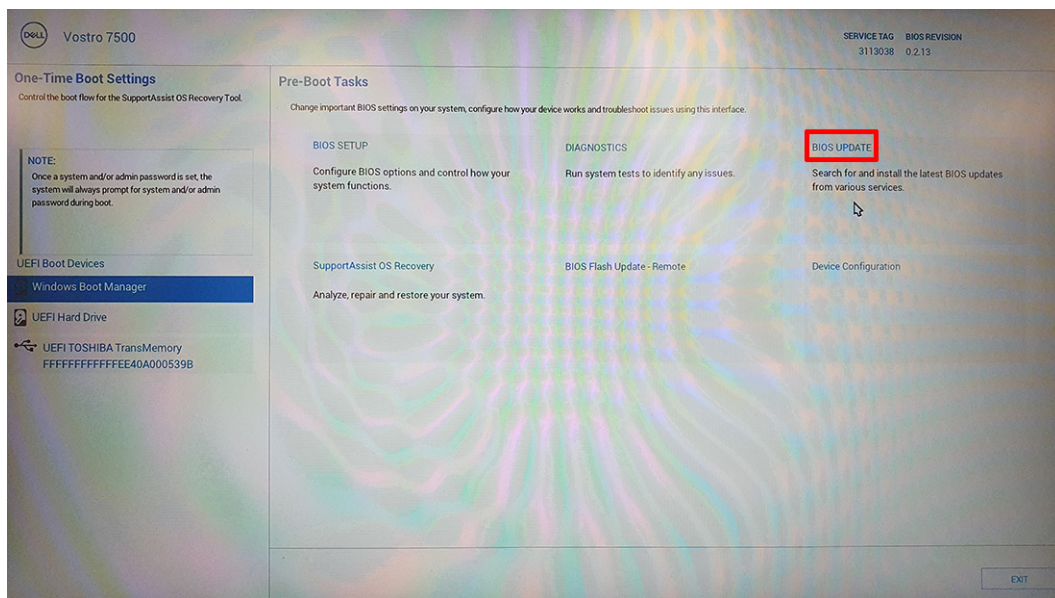 DELL
Vostro 7500
SERVICE TAG BIOS REVISION
3113038 0.2.13
One-Time Boot Settings
Control the boot flow for the SupportAssist OS Recovery Tool.
NOTE:
Once a system and/or admin password is set, the
system will always prompt for system and/or admin
password during boot.
UEFI Boot Devices
Windows Boot Manager
UEFI Hard Drive
UEFI TOSHIBA TransMemory
FFFFFFFFFFFFEE40A000539B
Pre-Boot Tasks
Change important BIOS settings on your system, configure how your device works and troubleshoot issues using this interface.
BIOS SETUP
Configure BIOS options and control how your
system functions.
DIAGNOSTICS
Run system tests to identify any issues.
BIOS UPDATE
Search for and install the latest BIOS updates
from various services.
SupportAssist OS Recovery
Analyze, repair and restore your system.
BIOS Flash Update - Remote
Device Configuration
EXIT